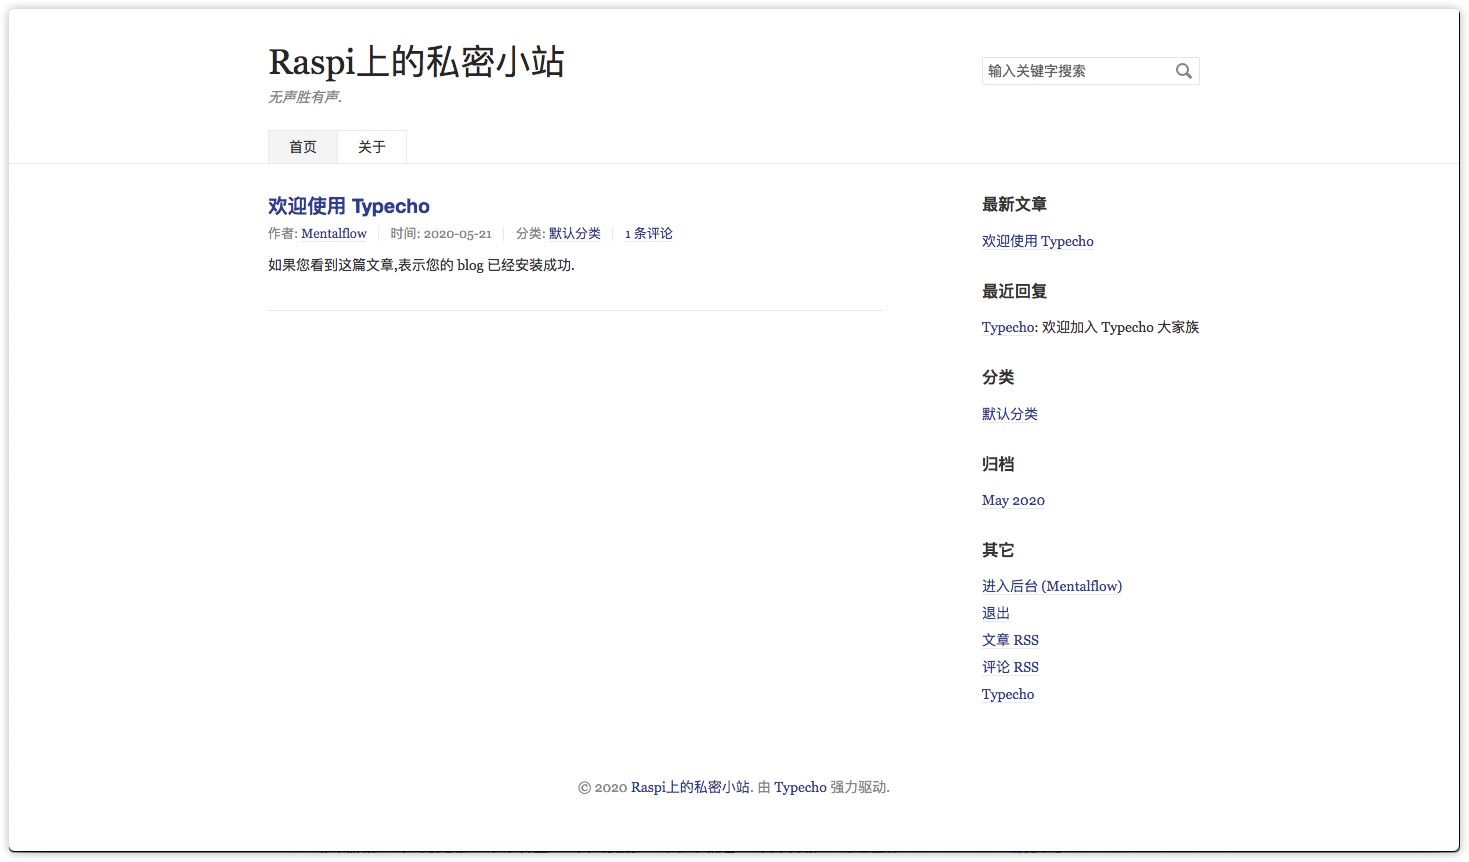 Raspi上的私密小站
无声胜有声.
输入关键字搜索
首页 关于
欢迎使用 Typecho
作者: Mentalflow 时间: 2020-05-21 分类: 默认分类 1 条评论
如果您看到这篇文章,表示您的 blog 已经安装成功.
最新文章
欢迎使用 Typecho
最近回复
Typecho: 欢迎加入 Typecho 大家族
分类
默认分类
归档
May 2020
其它
进入后台 (Mentalflow)
退出
文章 RSS
评论 RSS
Typecho
© 2020 Raspi上的私密小站. 由 Typecho 强力驱动.